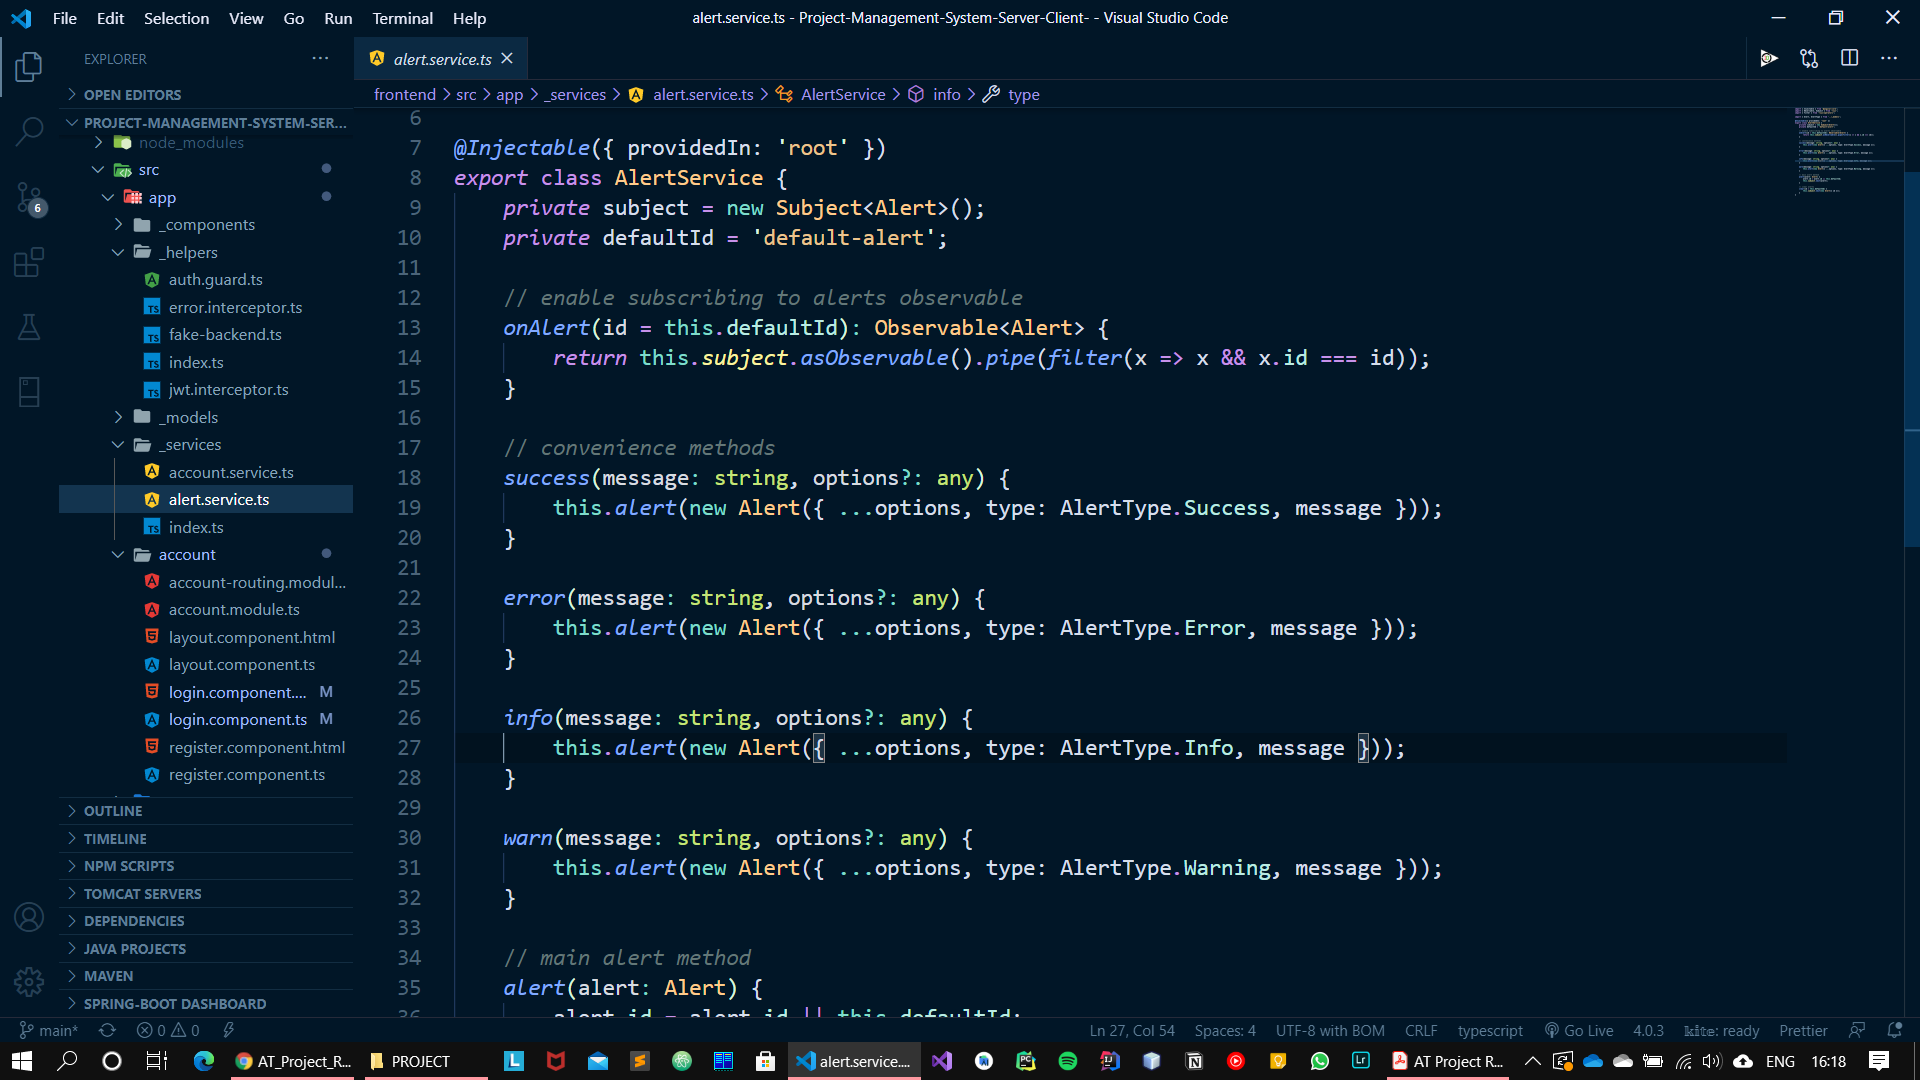 File Edit Selection View Go Run Terminal Help
alert.service.ts - Project-Management-System-Server-Client- - Visual Studio Code
EXPLORER
OPEN EDITORS
PROJECT-MANAGEMENT-SYSTEM-SER...
node_modules
src
app
_components
_helpers
auth.guard.ts
error.interceptor.ts
fake-backend.ts
index.ts
jwt.interceptor.ts
_models
_services
account.service.ts
alert.service.ts
index.ts
account
account-routing.modul...
account.module.ts
layout.component.html
layout.component.ts
login.component.... M
login.component.ts M
register.component.html
register.component.ts
OUTLINE
TIMELINE
NPM SCRIPTS
TOMCAT SERVERS
DEPENDENCIES
JAVA PROJECTS
MAVEN
SPRING-BOOT DASHBOARD
6
alert.service.ts
frontend > src > app > _services > alert.service.ts > AlertService > info > type
6
7 @Injectable({ providedIn: 'root' })
8 export class AlertService {
9 private subject = new Subject<Alert>();
10 private defaultId = 'default-alert';
11
12 // enable subscribing to alerts observable
13 onAlert(id = this.defaultId): Observable<Alert> {
14 return this.subject.asObservable().pipe(filter(x => x && x.id === id));
15 }
16
17 // convenience methods
18 success(message: string, options?: any) {
19 this.alert(new Alert({ ...options, type: AlertType.Success, message }));
20 }
21
22 error(message: string, options?: any) {
23 this.alert(new Alert({ ...options, type: AlertType.Error, message }));
24 }
25
26 info(message: string, options?: any) {
27 this.alert(new Alert({ ...options, type: AlertType.Info, message }));
28 }
29
30 warn(message: string, options?: any) {
31 this.alert(new Alert({ ...options, type: AlertType.Warning, message }));
32 }
33
34 // main alert method
35 alert(alert: Alert) {
36 alert.id = alert.id || this.defaultId;
main* 0 0 Ln 27, Col 54 Spaces: 4 UTF-8 with BOM CRLF typescript Go Live 4.0.3 kite: ready Prettier
AT_Project_R... PROJECT alert.service.... AT Project R... ENG 16:18